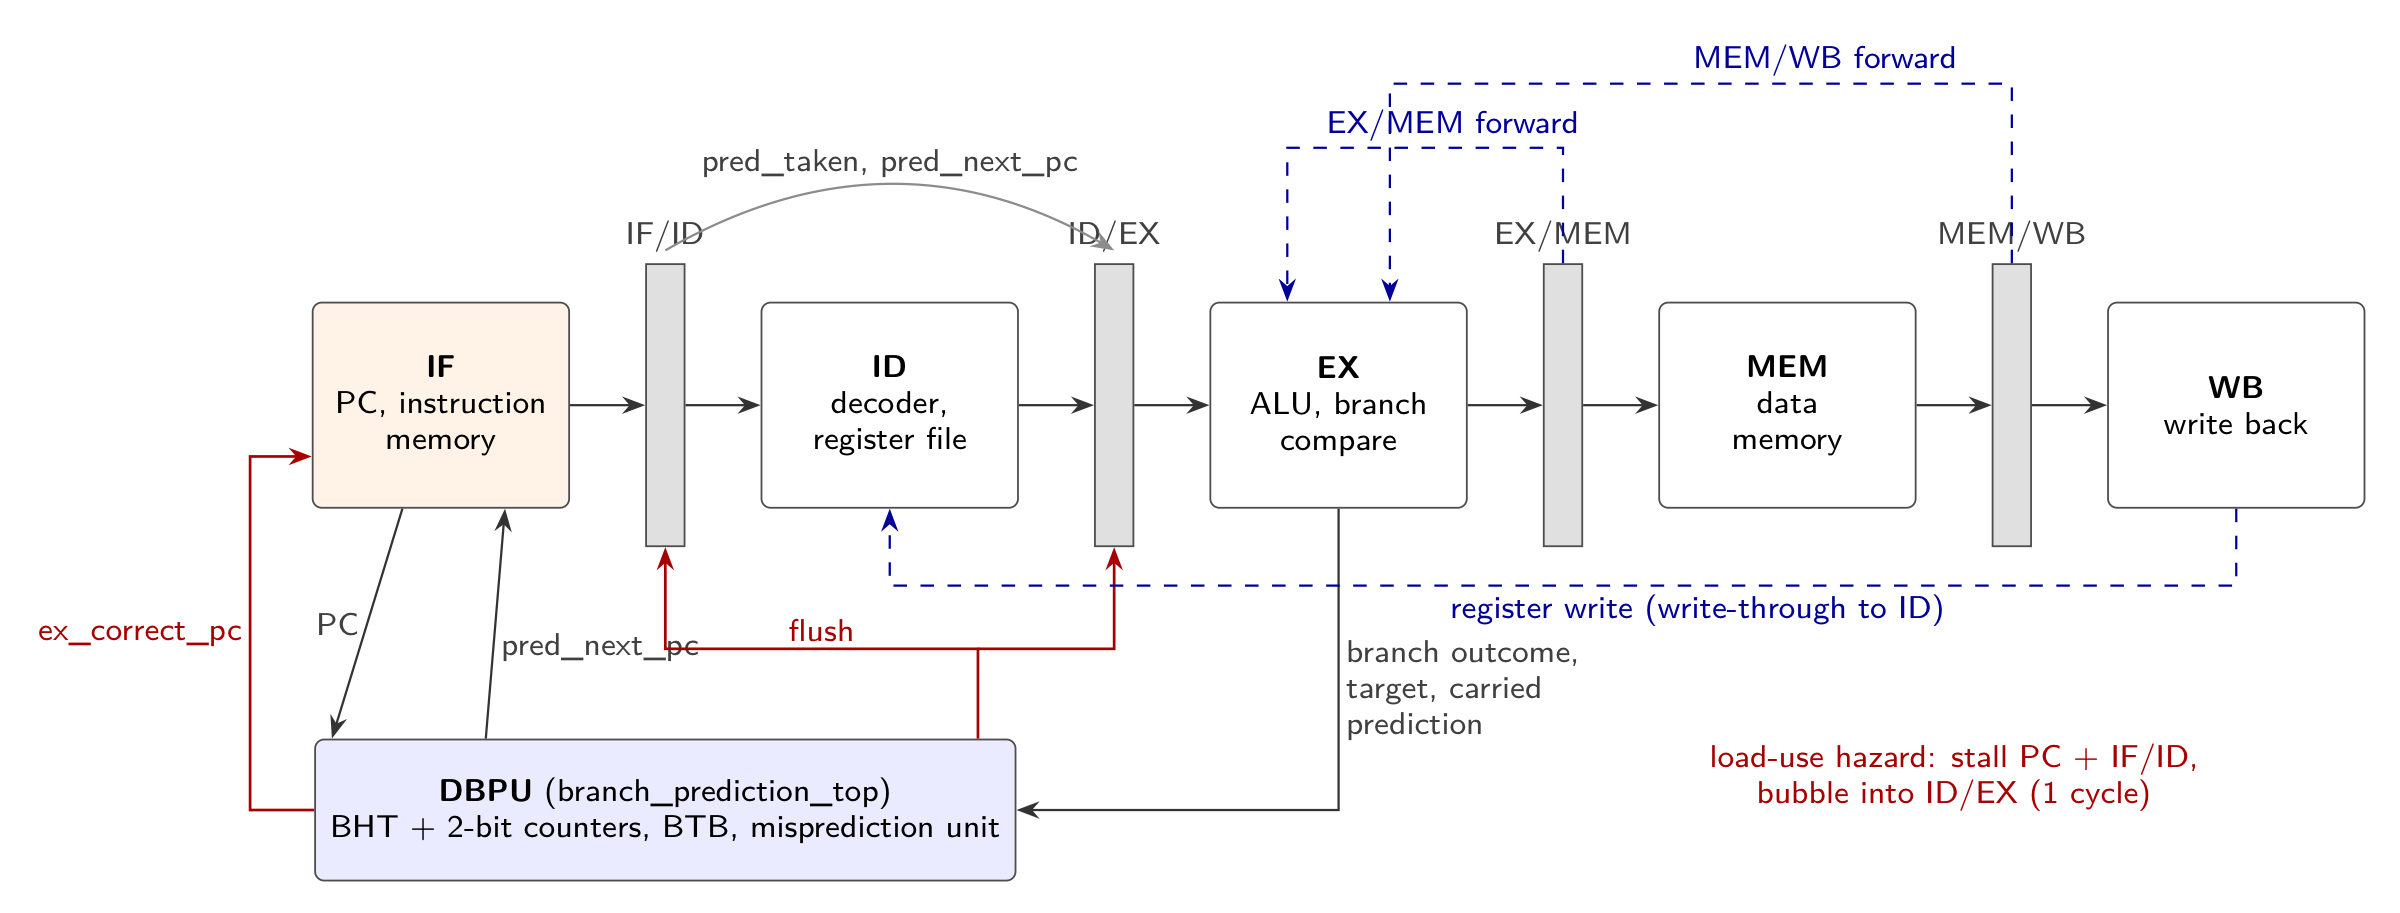 MEM/WB forward
EX/MEM forward
pred_taken, pred_next_pc
IF/ID
ID/EX
EX/MEM
MEM/WB
IF
PC, instruction
memory
ID
decoder,
register file
EX
ALU, branch
compare
MEM
data
memory
WB
write back
register write (write-through to ID)
PC
ex_correct_pc
pred_next_pc
flush
branch outcome,
target, carried
prediction
load-use hazard: stall PC + IF/ID,
bubble into ID/EX (1 cycle)
DBPU (branch_prediction_top)
BHT + 2-bit counters, BTB, misprediction unit